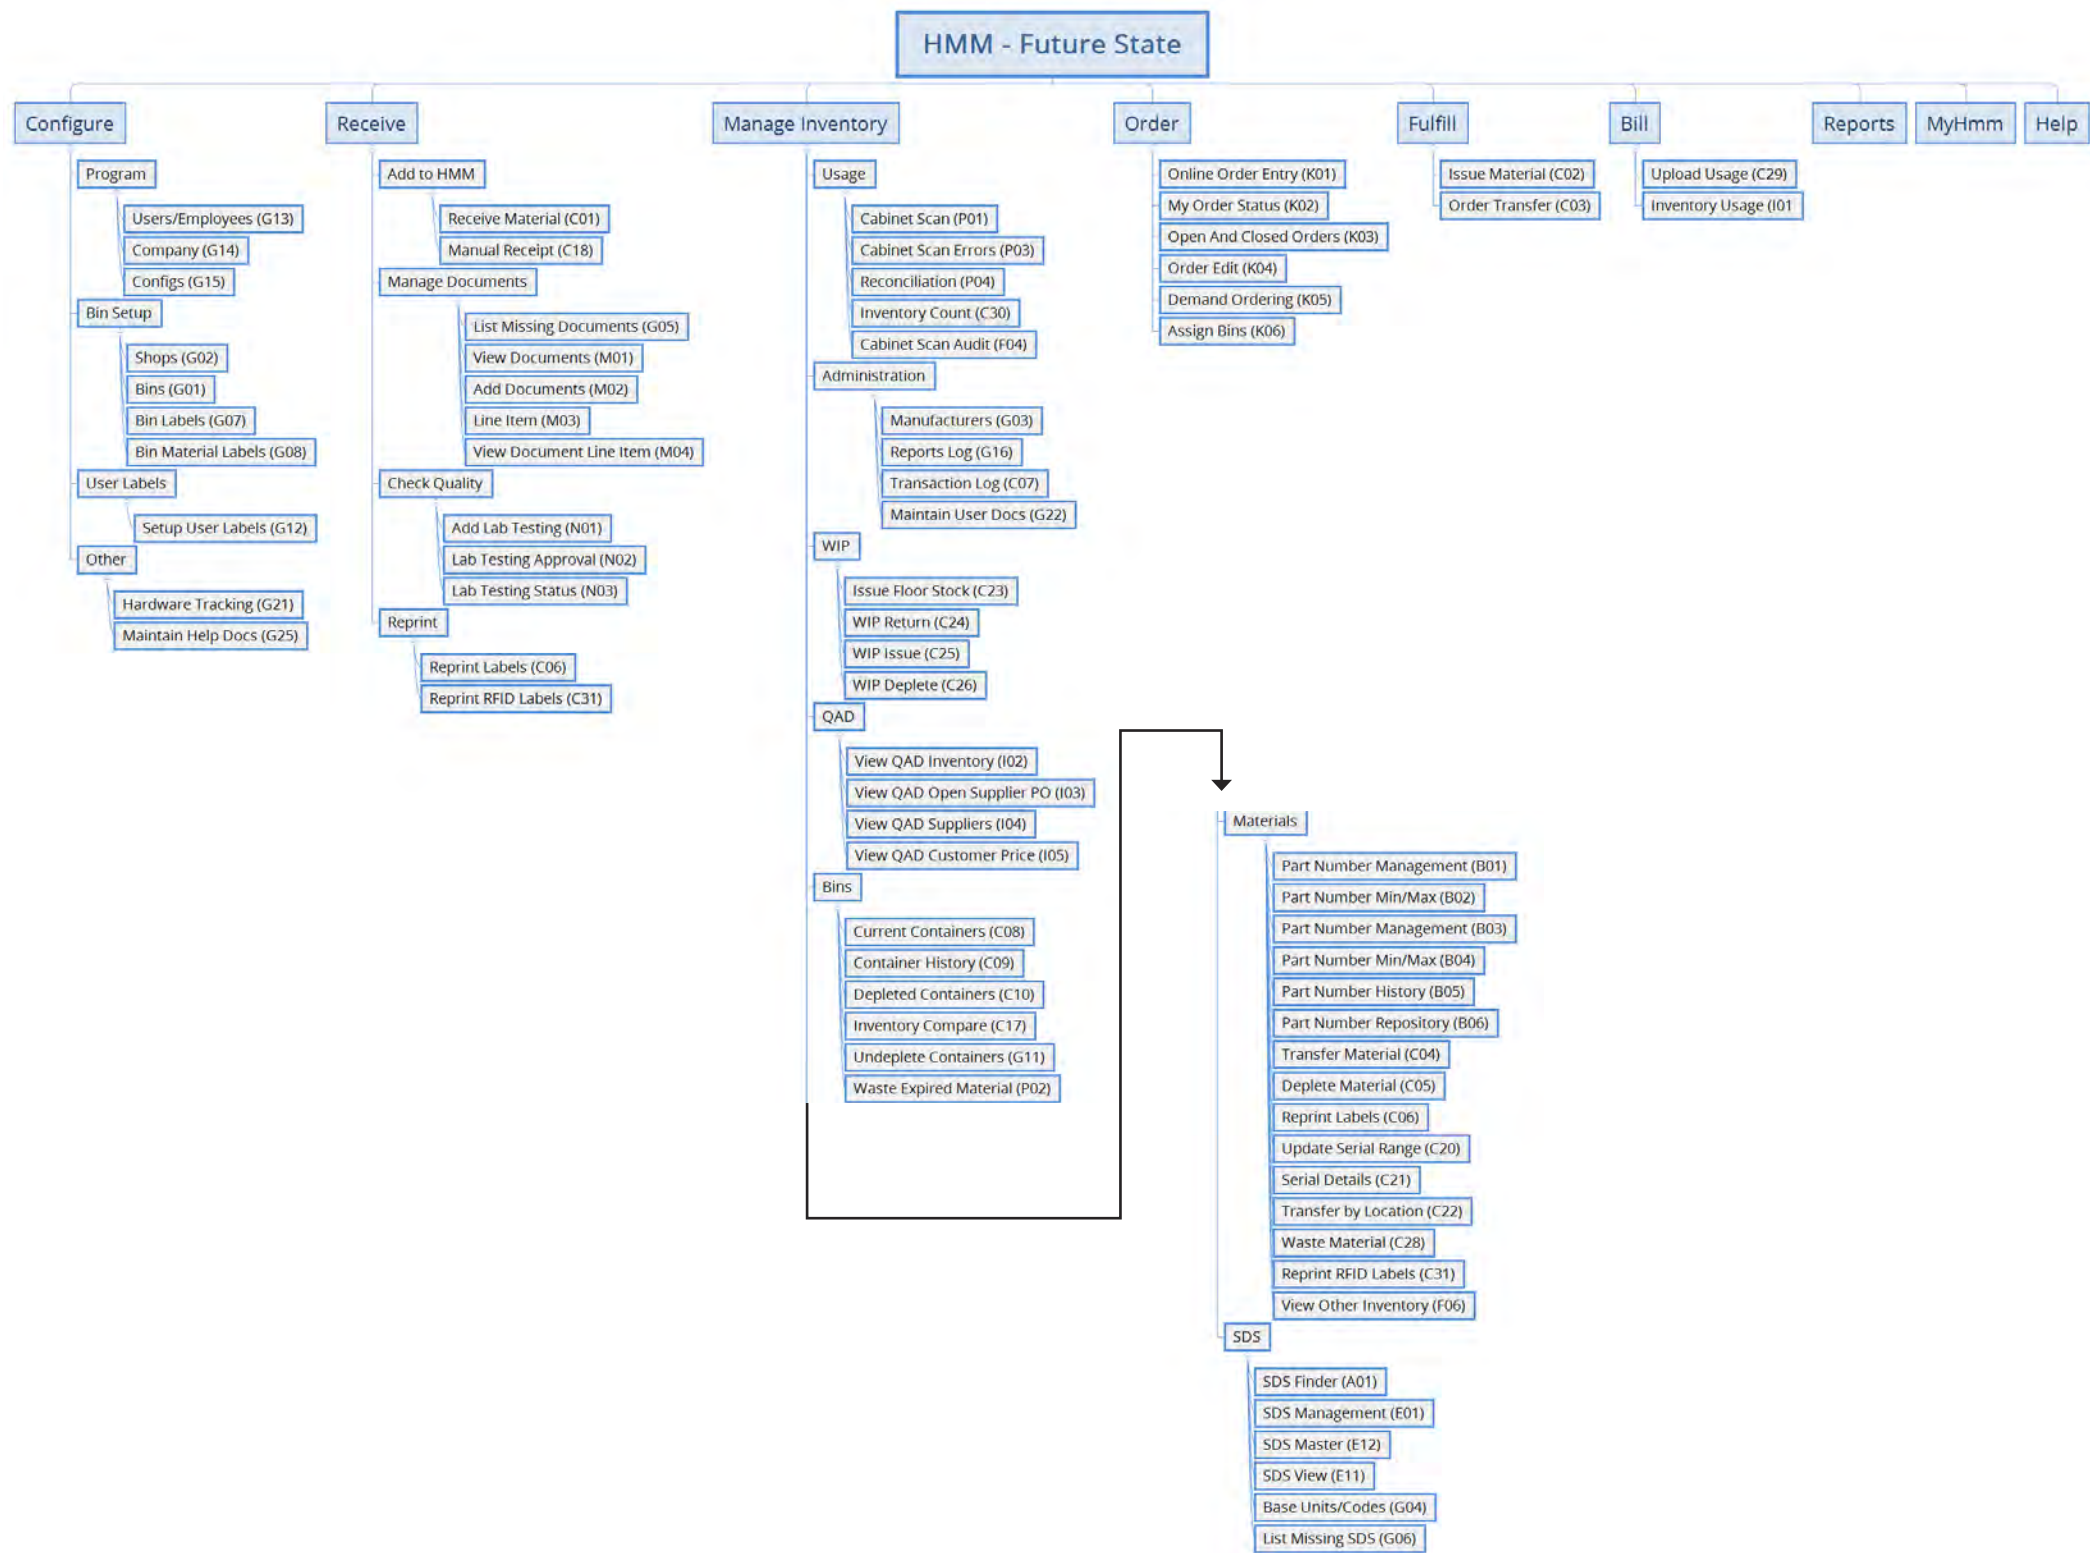 HMM - Future State
Configure
Receive
Manage Inventory
Order
Fulfill
Bill
Reports
MyHmm
Help
Program
Users/Employees (G13)
Company (G14)
Configs (G15)
Bin Setup
Shops (G02)
Bins (G01)
Bin Labels (G07)
Bin Material Labels (G08)
User Labels
Setup User Labels (G12)
Other
Hardware Tracking (G21)
Maintain Help Docs (G25)
Add to HMM
Receive Material (C01)
Manual Receipt (C18)
Manage Documents
List Missing Documents (G05)
View Documents (M01)
Add Documents (M02)
Line Item (M03)
View Document Line Item (M04)
Check Quality
Add Lab Testing (N01)
Lab Testing Approval (N02)
Lab Testing Status (N03)
Reprint
Reprint Labels (C06)
Reprint RFID Labels (C31)
Usage
Cabinet Scan (P01)
Cabinet Scan Errors (P03)
Reconciliation (P04)
Inventory Count (C30)
Cabinet Scan Audit (F04)
Administration
Manufacturers (G03)
Reports Log (G16)
Transaction Log (C07)
Maintain User Docs (G22)
WIP
Issue Floor Stock (C23)
WIP Return (C24)
WIP Issue (C25)
WIP Deplete (C26)
QAD
View QAD Inventory (I02)
View QAD Open Supplier PO (I03)
View QAD Suppliers (I04)
View QAD Customer Price (I05)
Bins
Current Containers (C08)
Container History (C09)
Depleted Containers (C10)
Inventory Compare (C17)
Undeplete Containers (G11)
Waste Expired Material (P02)
Materials
Part Number Management (B01)
Part Number Min/Max (B02)
Part Number Management (B03)
Part Number Min/Max (B04)
Part Number History (B05)
Part Number Repository (B06)
Transfer Material (C04)
Deplete Material (C05)
Reprint Labels (C06)
Update Serial Range (C20)
Serial Details (C21)
Transfer by Location (C22)
Waste Material (C28)
Reprint RFID Labels (C31)
View Other Inventory (F06)
SDS
SDS Finder (A01)
SDS Management (E01)
SDS Master (E12)
SDS View (E11)
Base Units/Codes (G04)
List Missing SDS (G06)
Online Order Entry (K01)
My Order Status (K02)
Open And Closed Orders (K03)
Order Edit (K04)
Demand Ordering (K05)
Assign Bins (K06)
Issue Material (C02)
Order Transfer (C03)
Upload Usage (C29)
Inventory Usage (I01